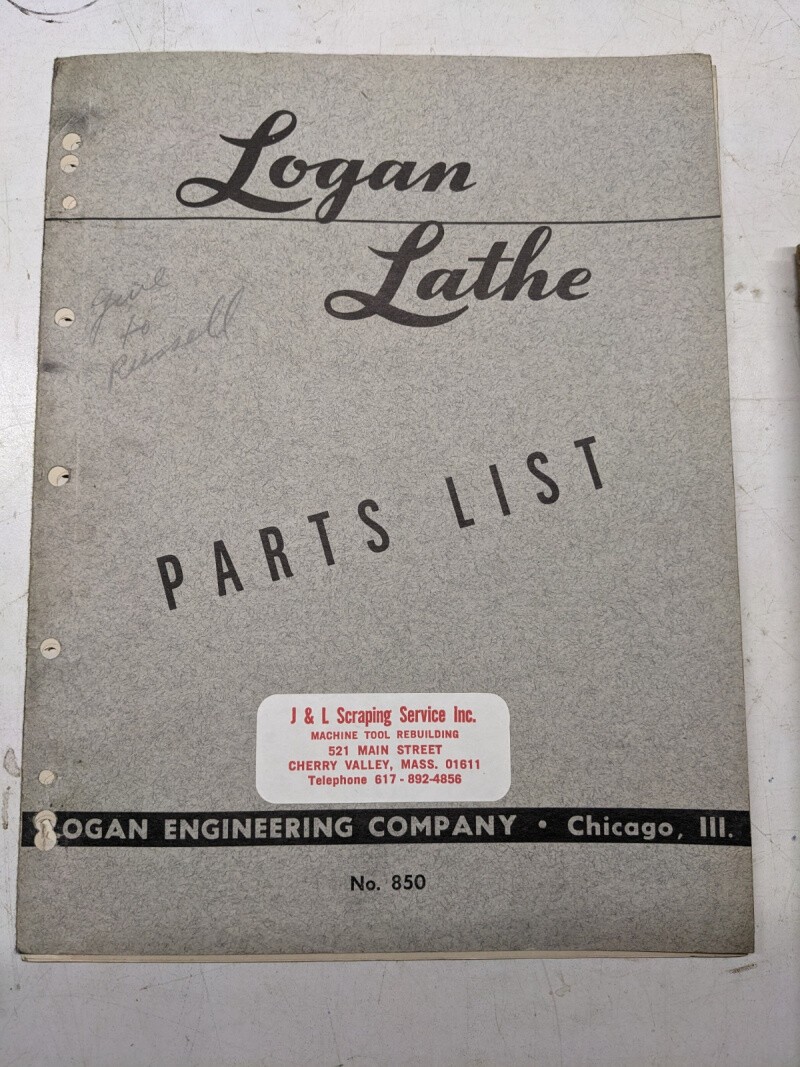 Logan
Lathe
Give
to
Russell
PARTS LIST
J & L Scraping Service Inc.
MACHINE TOOL REBUILDING
521 MAIN STREET
CHERRY VALLEY, MASS. 01611
Telephone 617 - 892-4856
LOGAN ENGINEERING COMPANY • Chicago, Ill.
No. 850